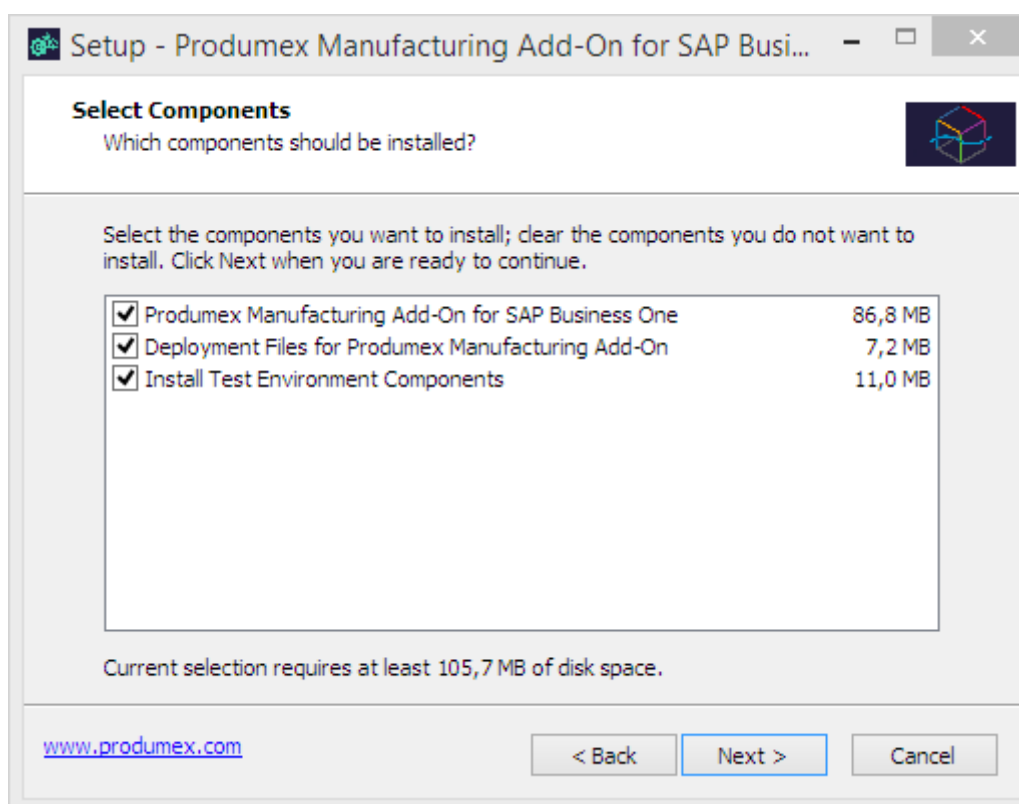 Setup - Produmex Manufacturing Add-On for SAP Busi...
Select Components
Which components should be installed?
Select the components you want to install; clear the components you do not want to
install. Click Next when you are ready to continue.
Produmex Manufacturing Add-On for SAP Business One 86,8 MB
Deployment Files for Produmex Manufacturing Add-On 7,2 MB
Install Test Environment Components 11,0 MB
Current selection requires at least 105,7 MB of disk space.
www.produmex.com < Back Next > Cancel